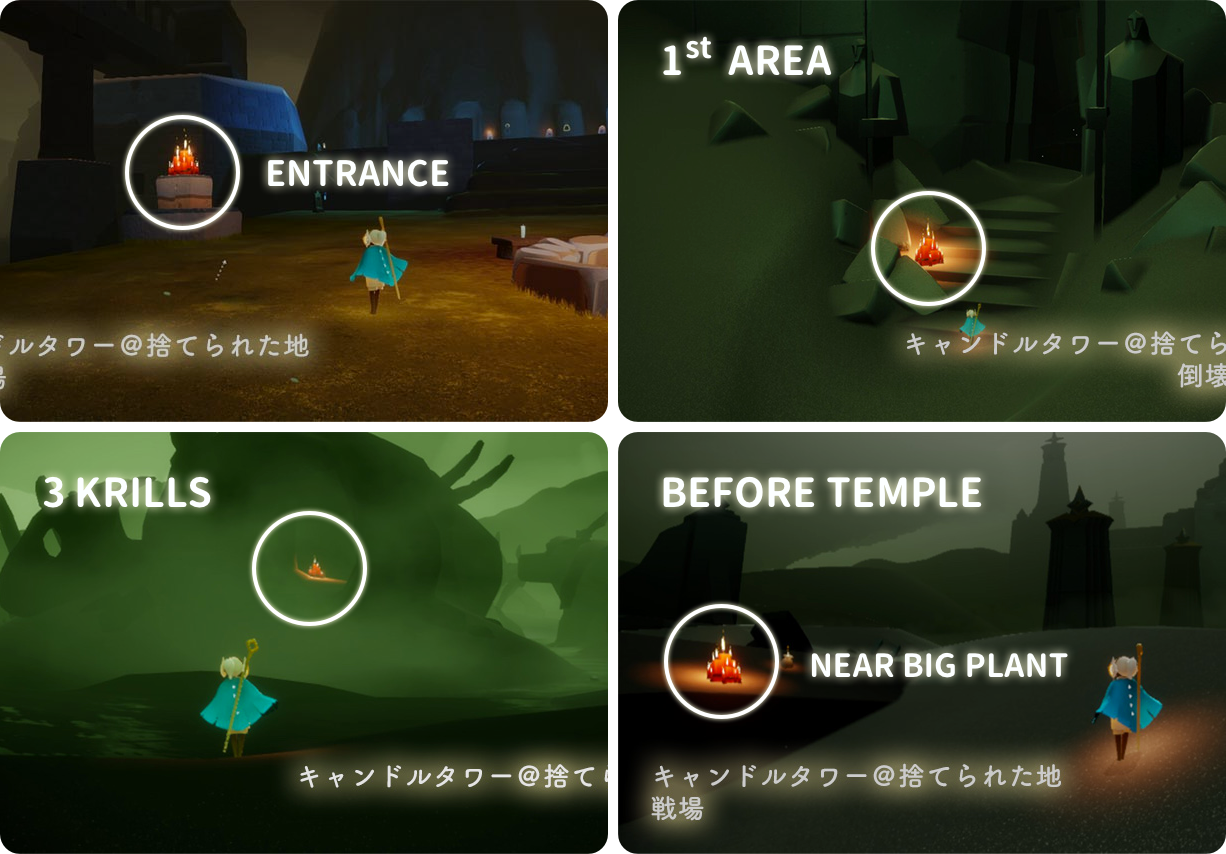 ENTRANCE
ルタワー@捨てられた地
場
1st AREA
キャンドルタワー@捨てら
倒壊
3 KRILLS
キャンドルタワー@捨て
BEFORE TEMPLE
NEAR BIG PLANT
キャンドルタワー@捨てられた地
戦場